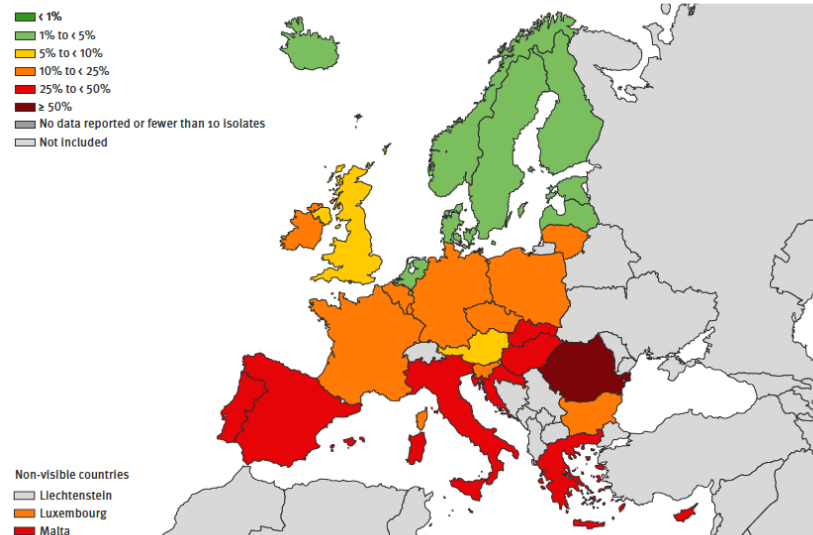 < 1%
1% to < 5%
5% to < 10%
10% to < 25%
25% to < 50%
≥ 50%
No data reported or fewer than 10 isolates
Not included
Non-visible countries
Liechtenstein
Luxembourg
Malta